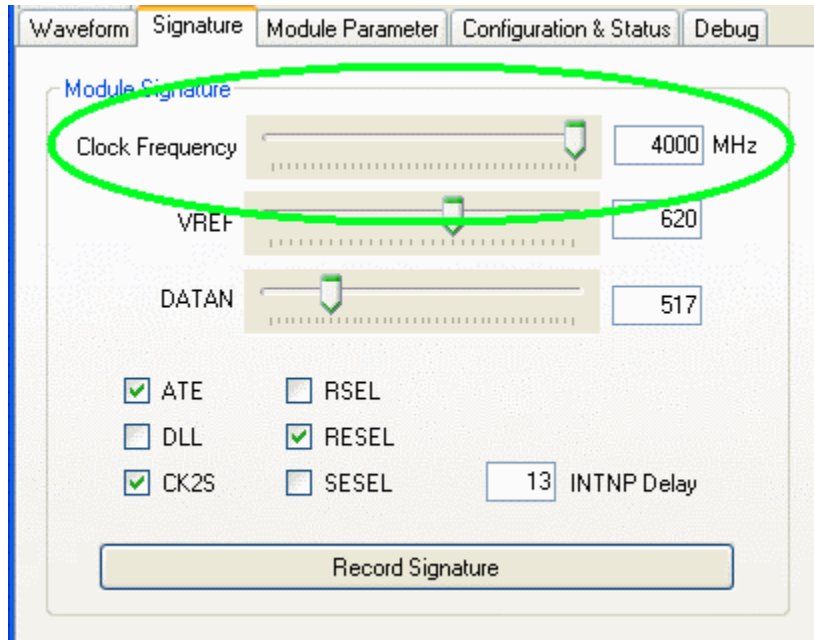 Waveform Signature Module Parameter Configuration & Status Debug
Module Signature
Clock Frequency 4000 MHz
VREF 620
DATAN 517
ATE RSEL
DLL RESEL
CK2S SESEL 13 INTNP Delay
Record Signature